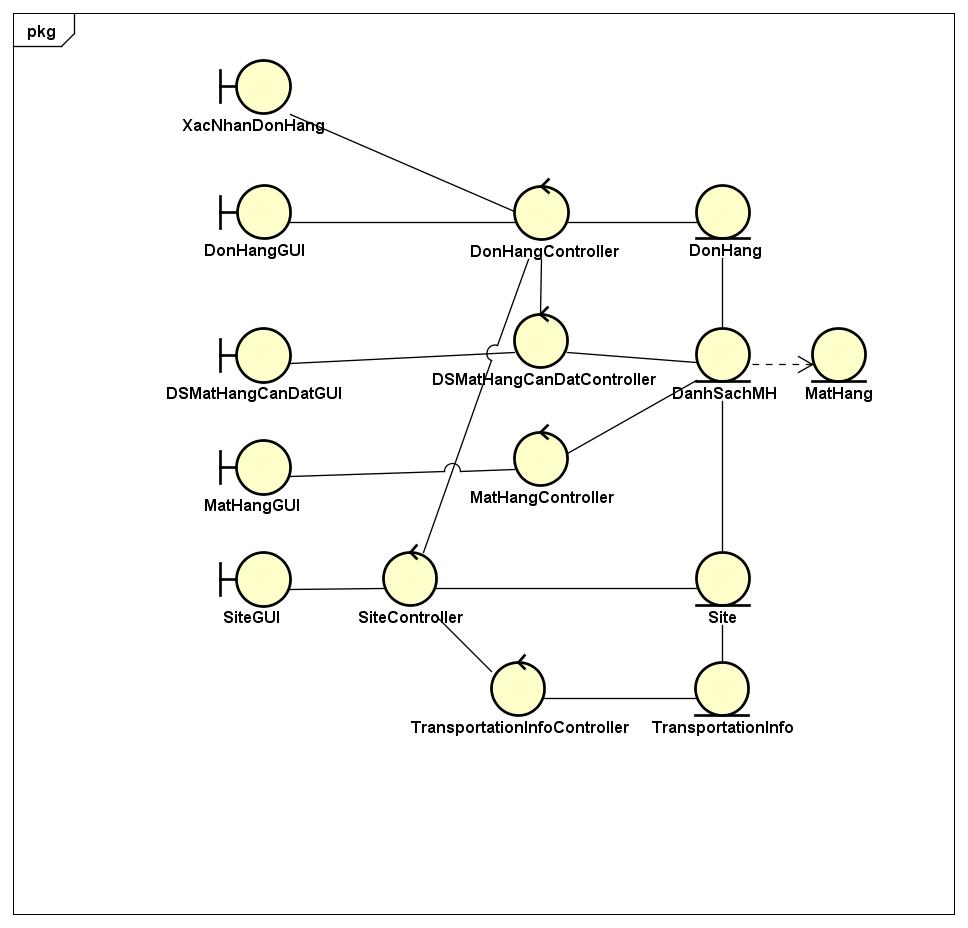 pkg
XacNhanDonHang
DonHangGUI
DonHangController
DonHang
DSMatHangCanDatGUI
DSMatHangCanDatController
DanhSachMH
MatHang
MatHangGUI
MatHangController
SiteGUI
SiteController
Site
TransportationInfoController
TransportationInfo